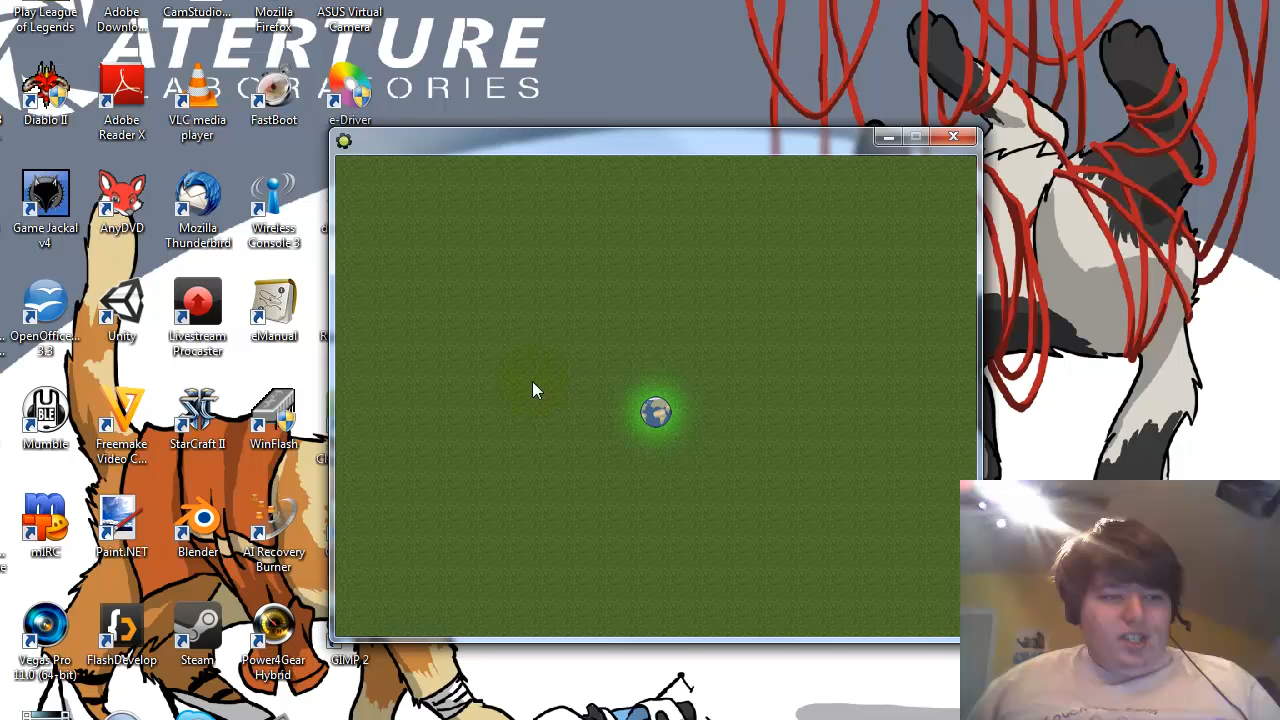 Play League
of Legends
Adobe
Downlo...
CamStudio...
Mozilla
Firefox
ASUS Virtual
Camera
ATERTURE
LABORATORIES
Diablo II
Adobe
Reader X
VLC media
player
FastBoot
e-Driver
Game Jackal
v4
AnyDVD
Mozilla
Thunderbird
Wireless
Console 3
OpenOffice...
3.3
Unity
Livestream
Procaster
eManual
BLE
Mumble
Freemake
Video C...
StarCraft II
WinFlash
mIRC
Paint.NET
Blender
AI Recovery
Burner
Vegas Pro
11.0 (64-bit)
FlashDevelop
Steam
Power4Gear
Hybrid
GIMP 2